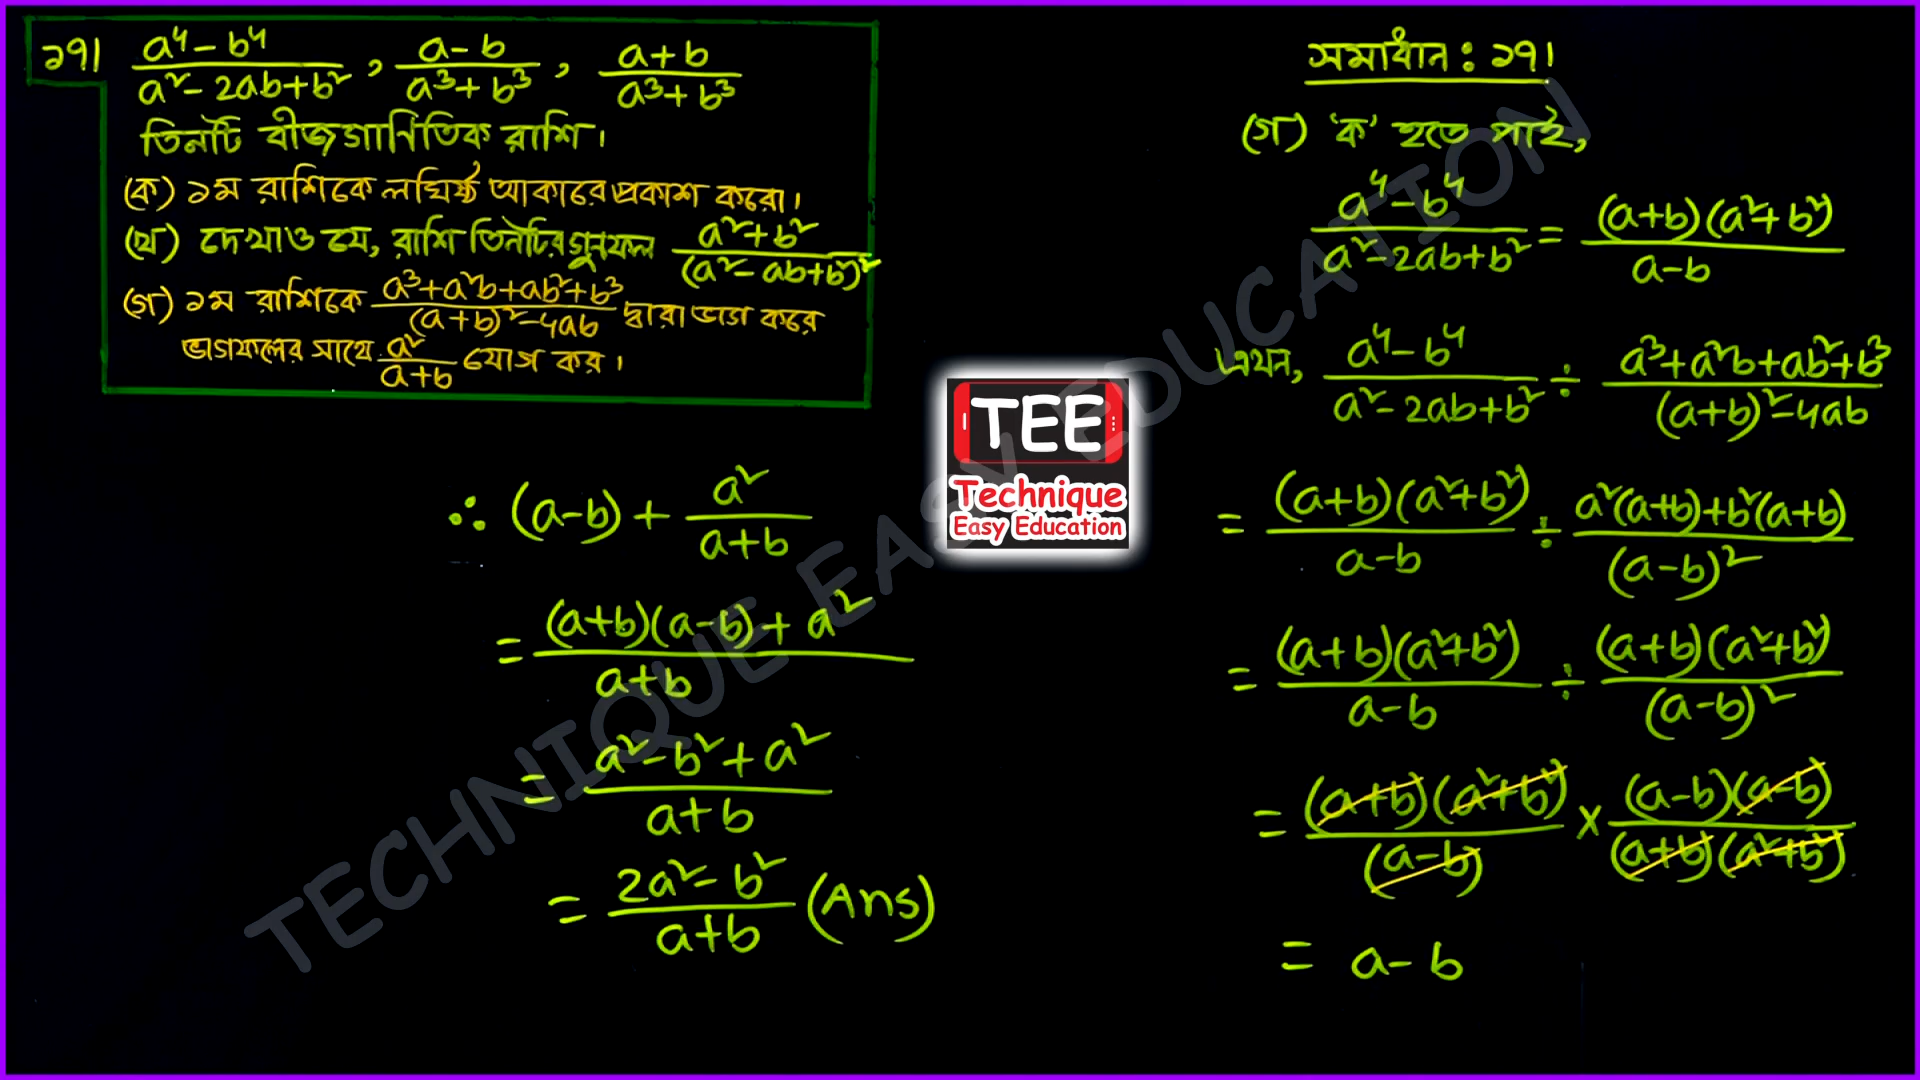 ১৭। a⁴-b⁴/a²-2ab+b² , a-b/a³+b³ , a+b/a³+b³
তিনটি বীজগাণিতিক রাশি।
(ক) ১ম রাশিকে লঘিষ্ঠ আকারে প্রকাশ করো।
(খ) দেখাও যে, রাশি তিনটির গুনফল a²+b²/(a²-ab+b²)²
(গ) ১ম রাশিকে a³+a²b+ab²+b³/(a+b)²-4ab দ্বারা ভাগ করে
ভাগফলের সাথে a²/a+b যোগ কর।
∴ (a-b) + a²/a+b
= (a+b)(a-b)+a²/a+b
= a²-b²+a²/a+b
= 2a²-b²/a+b (Ans)
TEE
Technique
Easy Education
সমাধান : ১৭।
(গ) 'ক' হতে পাই,
a⁴-b⁴/a²-2ab+b² = (a+b)(a²+b²)/a-b
এখন, a⁴-b⁴/a²-2ab+b² ÷ a³+a²b+ab²+b³/(a+b)²-4ab
= (a+b)(a²+b²)/a-b ÷ a²(a+b)+b²(a+b)/(a-b)²
= (a+b)(a²+b²)/a-b ÷ (a+b)(a²+b²)/(a-b)²
= (a+b)(a²+b²)/(a-b) × (a-b)(a-b)/(a+b)(a²+b²)
= a-b
TECHNIQUE EASY EDUCATION